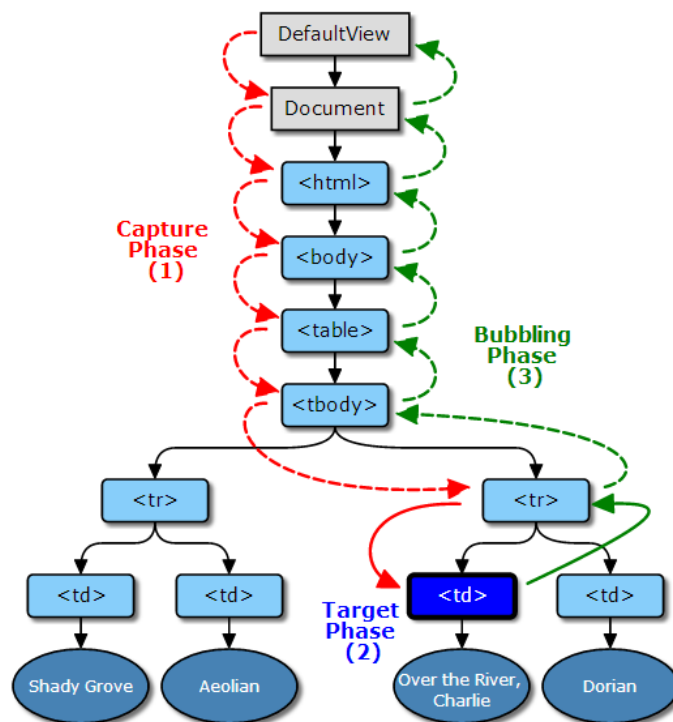 DefaultView
Document
<html>
Capture
Phase
(1)
<body>
<table>
Bubbling
Phase
(3)
<tbody>
<tr>
<tr>
<td>
<td>
Target
Phase
(2)
<td>
<td>
Shady Grove
Aeolian
Over the River,
Charlie
Dorian